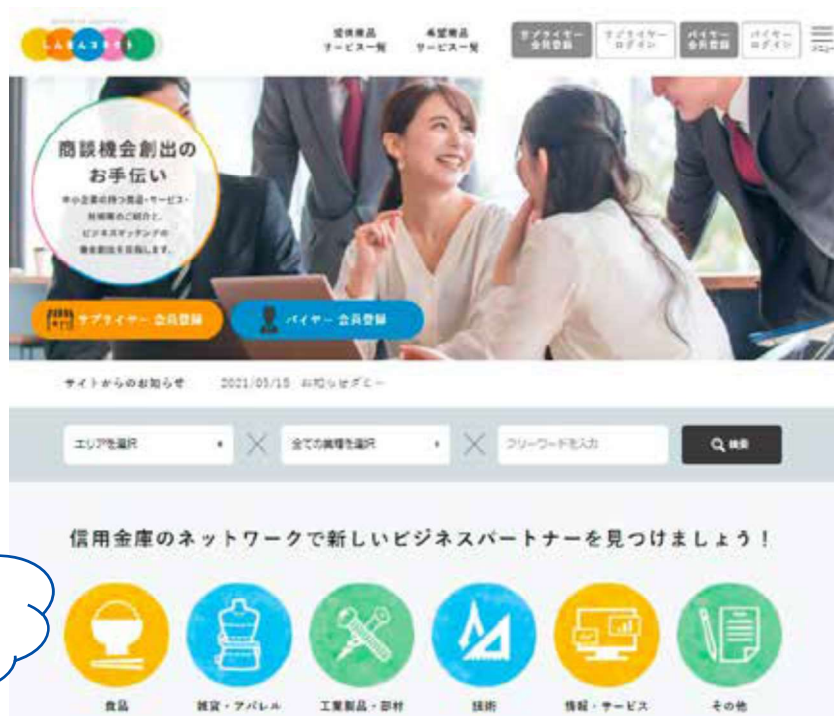 しんきんコネクト
提供商品
サービス一覧
希望商品
サービス一覧
サプライヤー
会員登録
サプライヤー
ログイン
バイヤー
会員登録
バイヤー
ログイン
メニュー
商談機会創出の
お手伝い
中小企業の持つ商品・サービス・
技術等のご紹介と、
ビジネスマッチングの
機会創出を目指します。
サプライヤー 会員登録
バイヤー 会員登録
サイトからのお知らせ 2021/03/15 お知らせダミー
エリアを選択
全ての業種を選択
フリーワードを入力
検索
信用金庫のネットワークで新しいビジネスパートナーを見つけましょう！
食品
雑貨・アパレル
工業製品・部材
技術
情報・サービス
その他